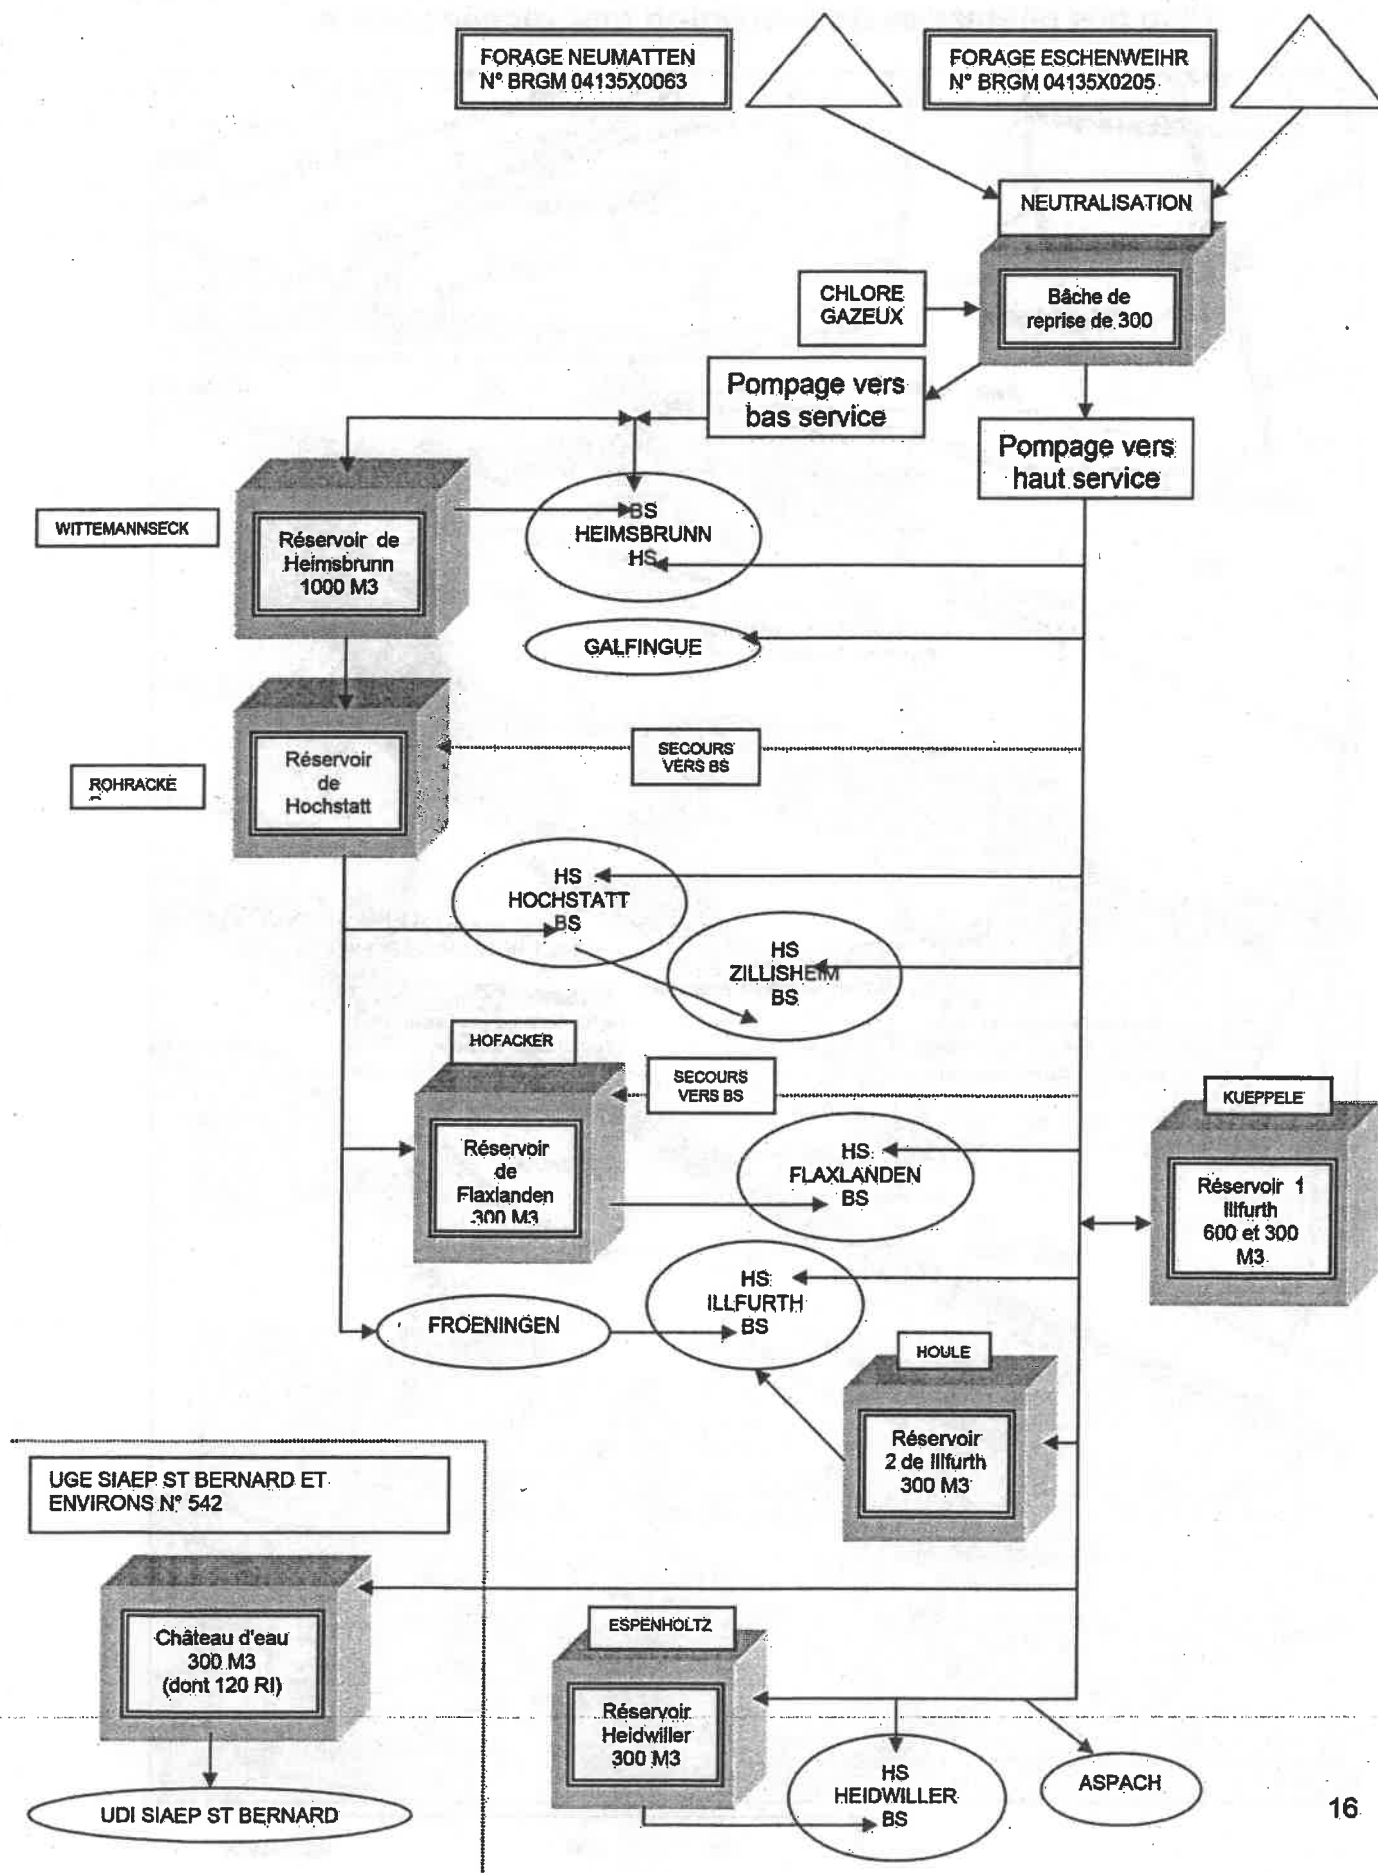 FORAGE NEUMATTEN
N° BRGM 04135X0063
FORAGE ESCHENWEIHR
N° BRGM 04135X0205
NEUTRALISATION
CHLORE
GAZEUX
Bâche de
reprise de 300
Pompage vers
bas service
Pompage vers
haut service
WITTEMANNSECK
Réservoir de
Heimsbrunn
1000 M3
BS
HEIMSBRUNN
HS
GALFINGUE
ROHRACKE
Réservoir
de
Hochstatt
SECOURS
VERS BS
HS
HOCHSTATT
BS
HS
ZILLISHEIM
BS
HOFACKER
Réservoir
de
Flaxlanden
300 M3
SECOURS
VERS BS
HS
FLAXLANDEN
BS
KUEPPELE
Réservoir 1
Illfurth
600 et 300
M3
HS
ILLFURTH
BS
FROENINGEN
HOULE
Réservoir
2 de Illfurth
300 M3
UGE SIAEP ST BERNARD ET
ENVIRONS N° 542
Château d'eau
300 M3
(dont 120 RI)
UDI SIAEP ST BERNARD
ESPENHOLTZ
Réservoir
Heidwiller
300 M3
HS
HEIDWILLER
BS
ASPACH
16